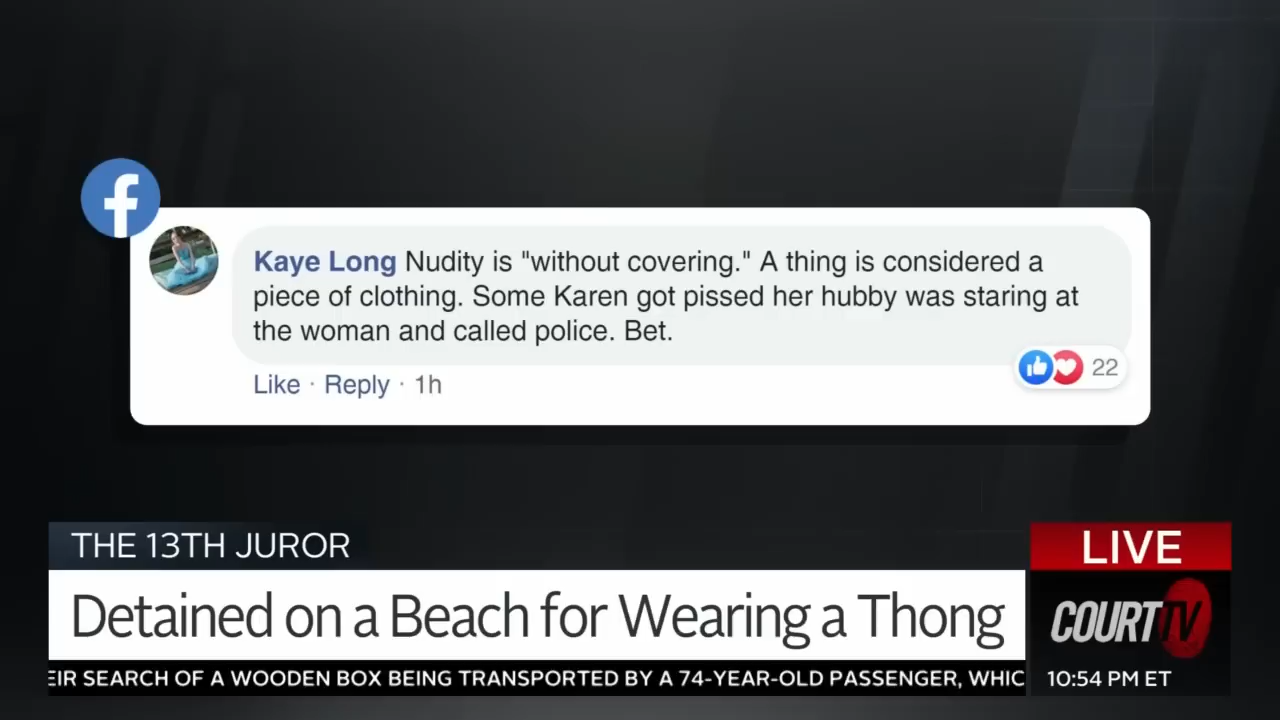 f
Kaye Long Nudity is "without covering." A thing is considered a
piece of clothing. Some Karen got pissed her hubby was staring at
the woman and called police. Bet.
Like · Reply · 1h
22
THE 13TH JUROR
LIVE
Detained on a Beach for Wearing a Thong
COURT TV
EIR SEARCH OF A WOODEN BOX BEING TRANSPORTED BY A 74-YEAR-OLD PASSENGER, WHIC
10:54 PM ET